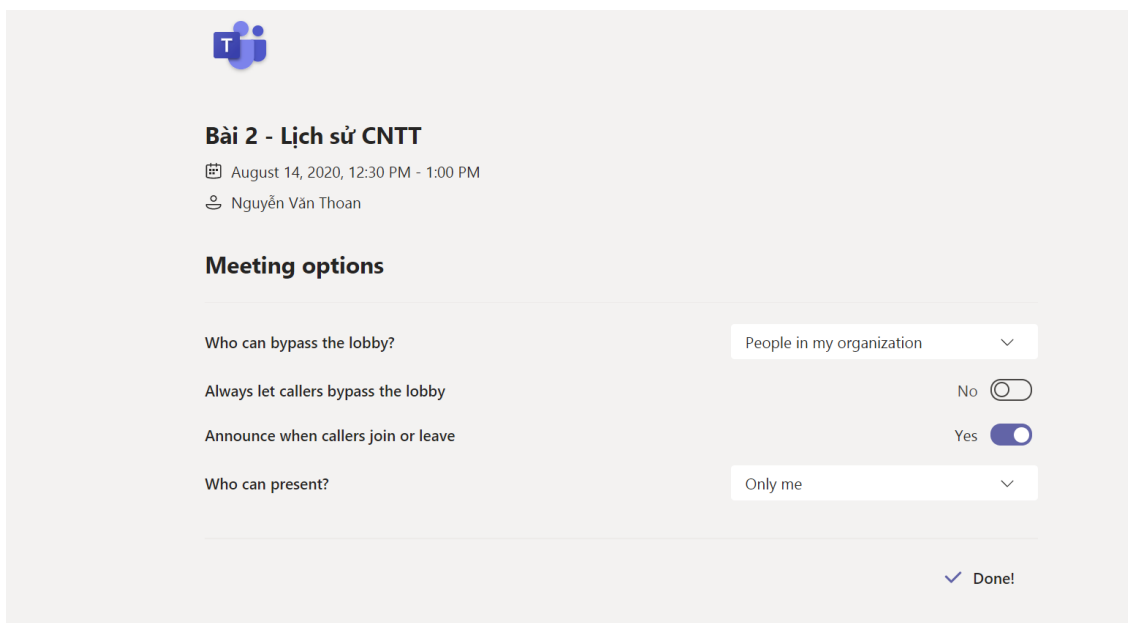 T
Bài 2 - Lịch sử CNTT
August 14, 2020, 12:30 PM - 1:00 PM
Nguyễn Văn Thoan
Meeting options
Who can bypass the lobby? People in my organization
Always let callers bypass the lobby No
Announce when callers join or leave Yes
Who can present? Only me
Done!